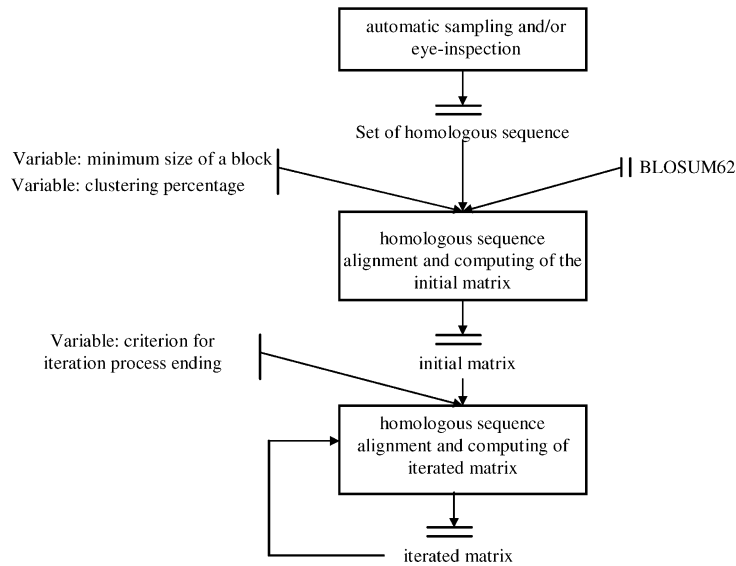 automatic sampling and/or
eye-inspection
Set of homologous sequence
Variable: minimum size of a block
Variable: clustering percentage
BLOSUM62
homologous sequence
alignment and computing of the
initial matrix
Variable: criterion for
iteration process ending
initial matrix
homologous sequence
alignment and computing of
iterated matrix
iterated matrix